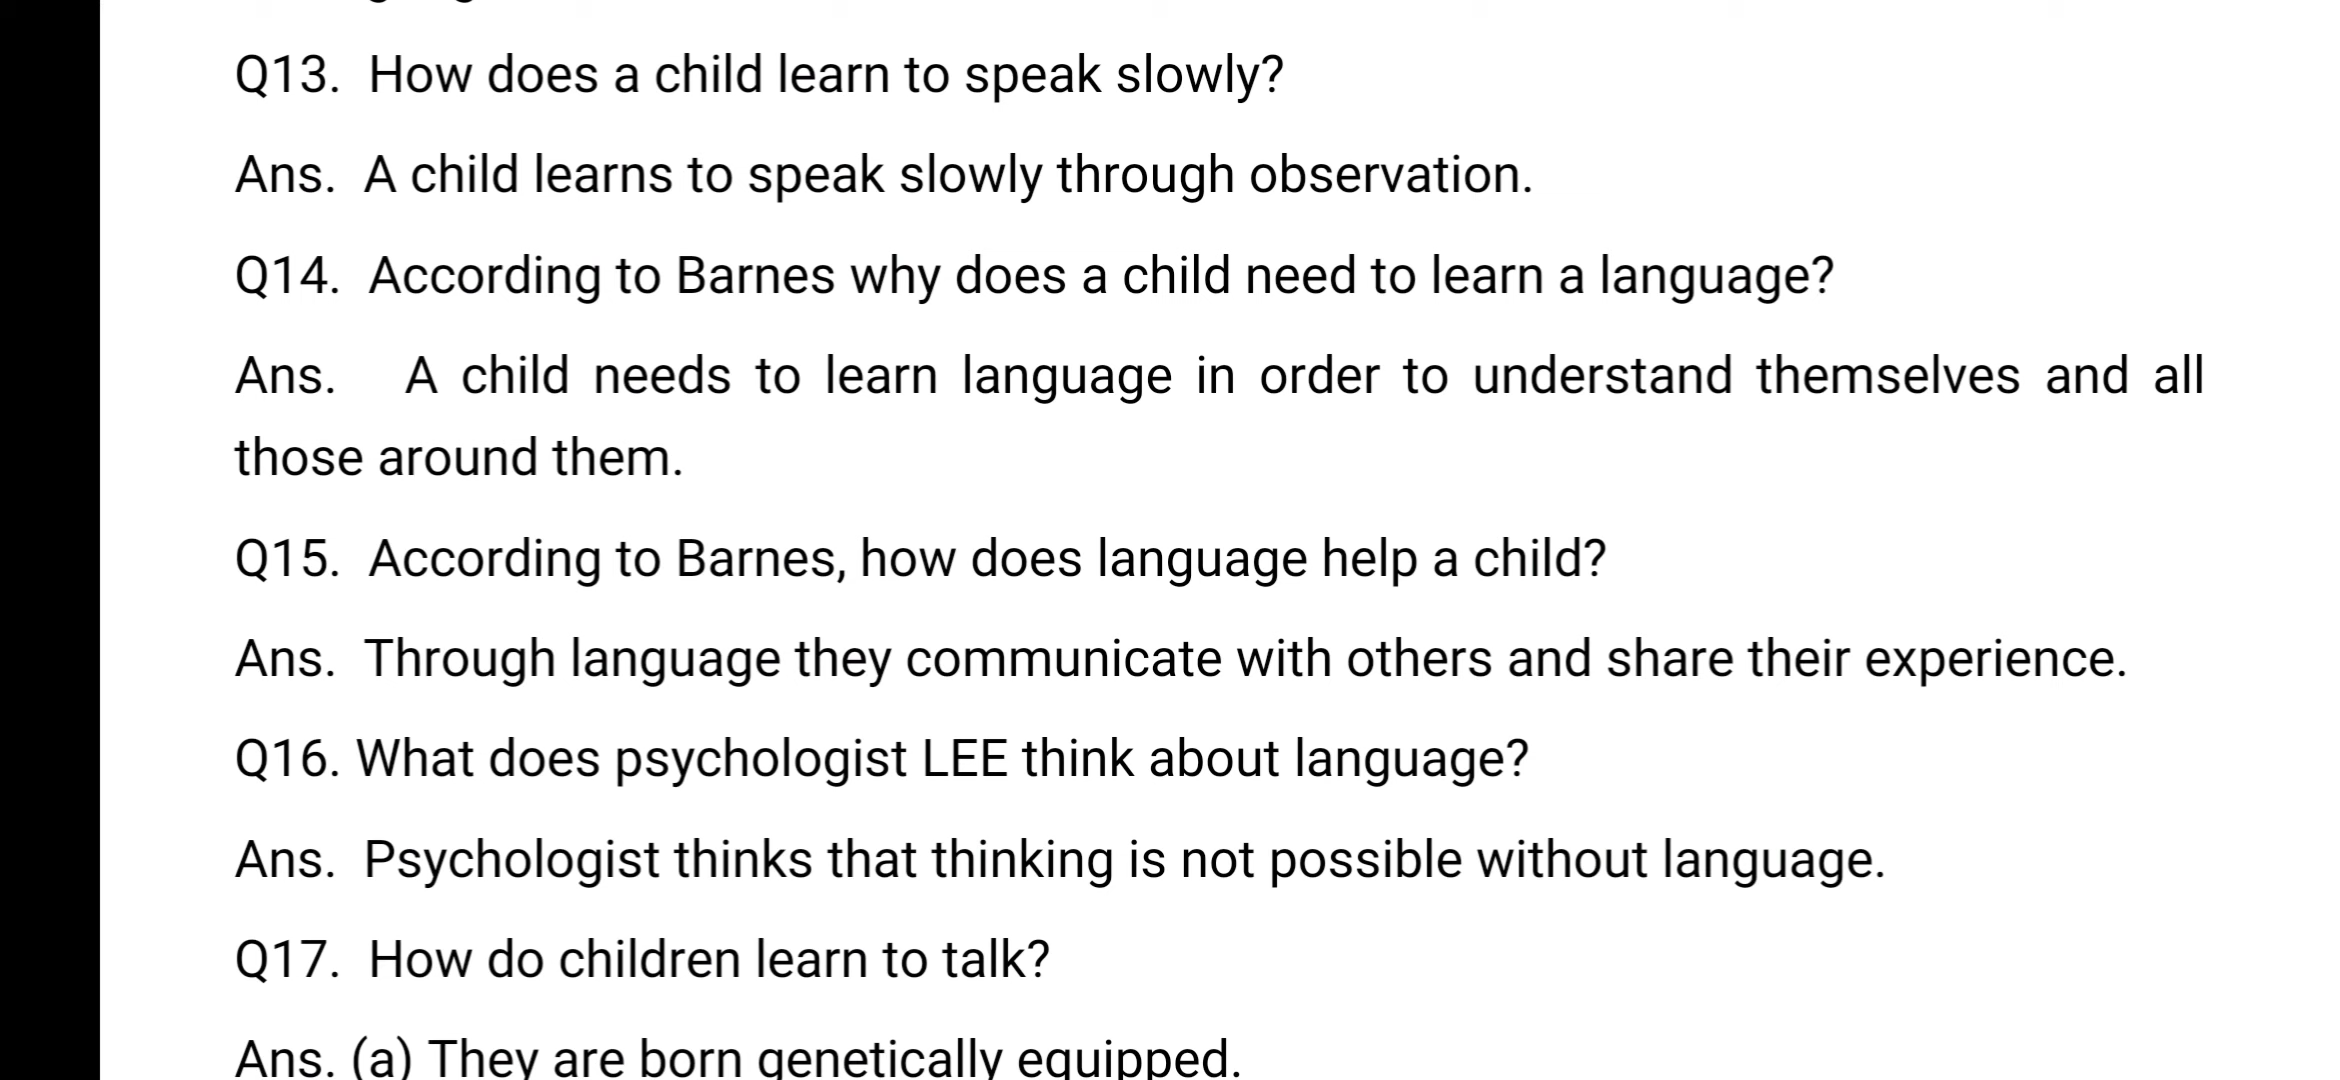 Q13. How does a child learn to speak slowly?
Ans. A child learns to speak slowly through observation.
Q14. According to Barnes why does a child need to learn a language?
Ans. A child needs to learn language in order to understand themselves and all
those around them.
Q15. According to Barnes, how does language help a child?
Ans. Through language they communicate with others and share their experience.
Q16. What does psychologist LEE think about language?
Ans. Psychologist thinks that thinking is not possible without language.
Q17. How do children learn to talk?
Ans. (a) They are born genetically equipped.